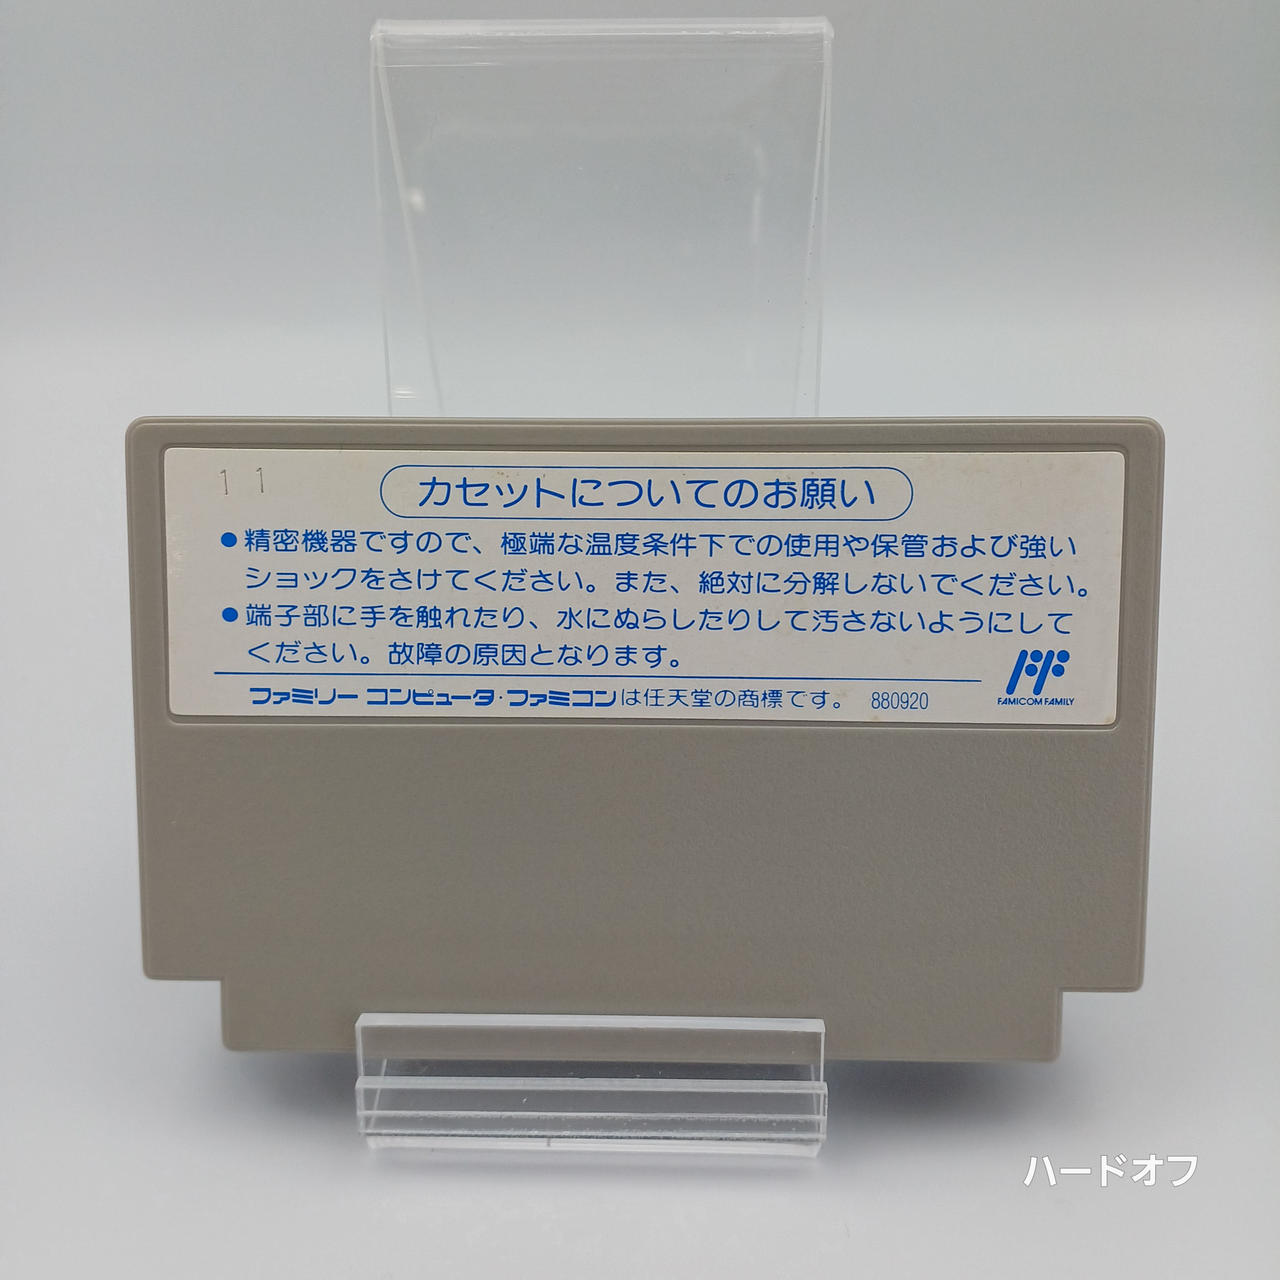 1 1
カセットについてのお願い
●精密機器ですので、極端な温度条件下での使用や保管および強い
ショックをさけてください。また、絶対に分解しないでください。
●端子部に手を触れたり、水にぬらしたりして汚さないようにして
ください。故障の原因となります。
ファミリー コンピュータ・ファミコンは任天堂の商標です。 880920
FF
FAMICOM FAMILY
ハードオフ